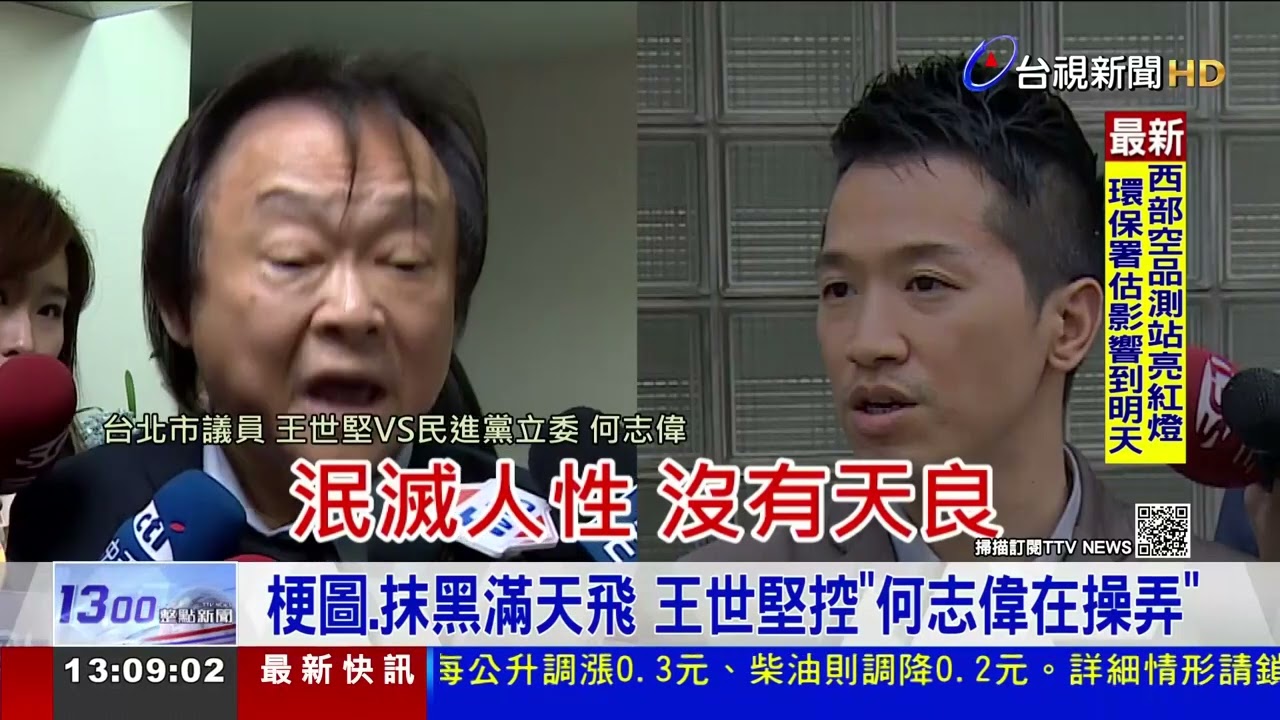 台視新聞HD
最新
西部空品測站亮紅燈
環保署估影響到明天
台北市議員 王世堅VS民進黨立委 何志偉
泯滅人性 沒有天良
掃描訂閱TTV NEWS
1300
整點新聞
梗圖.抹黑滿天飛 王世堅控"何志偉在操弄"
13:09:02
最新快訊
每公升調漲0.3元、柴油則調降0.2元。詳細情形請鎖